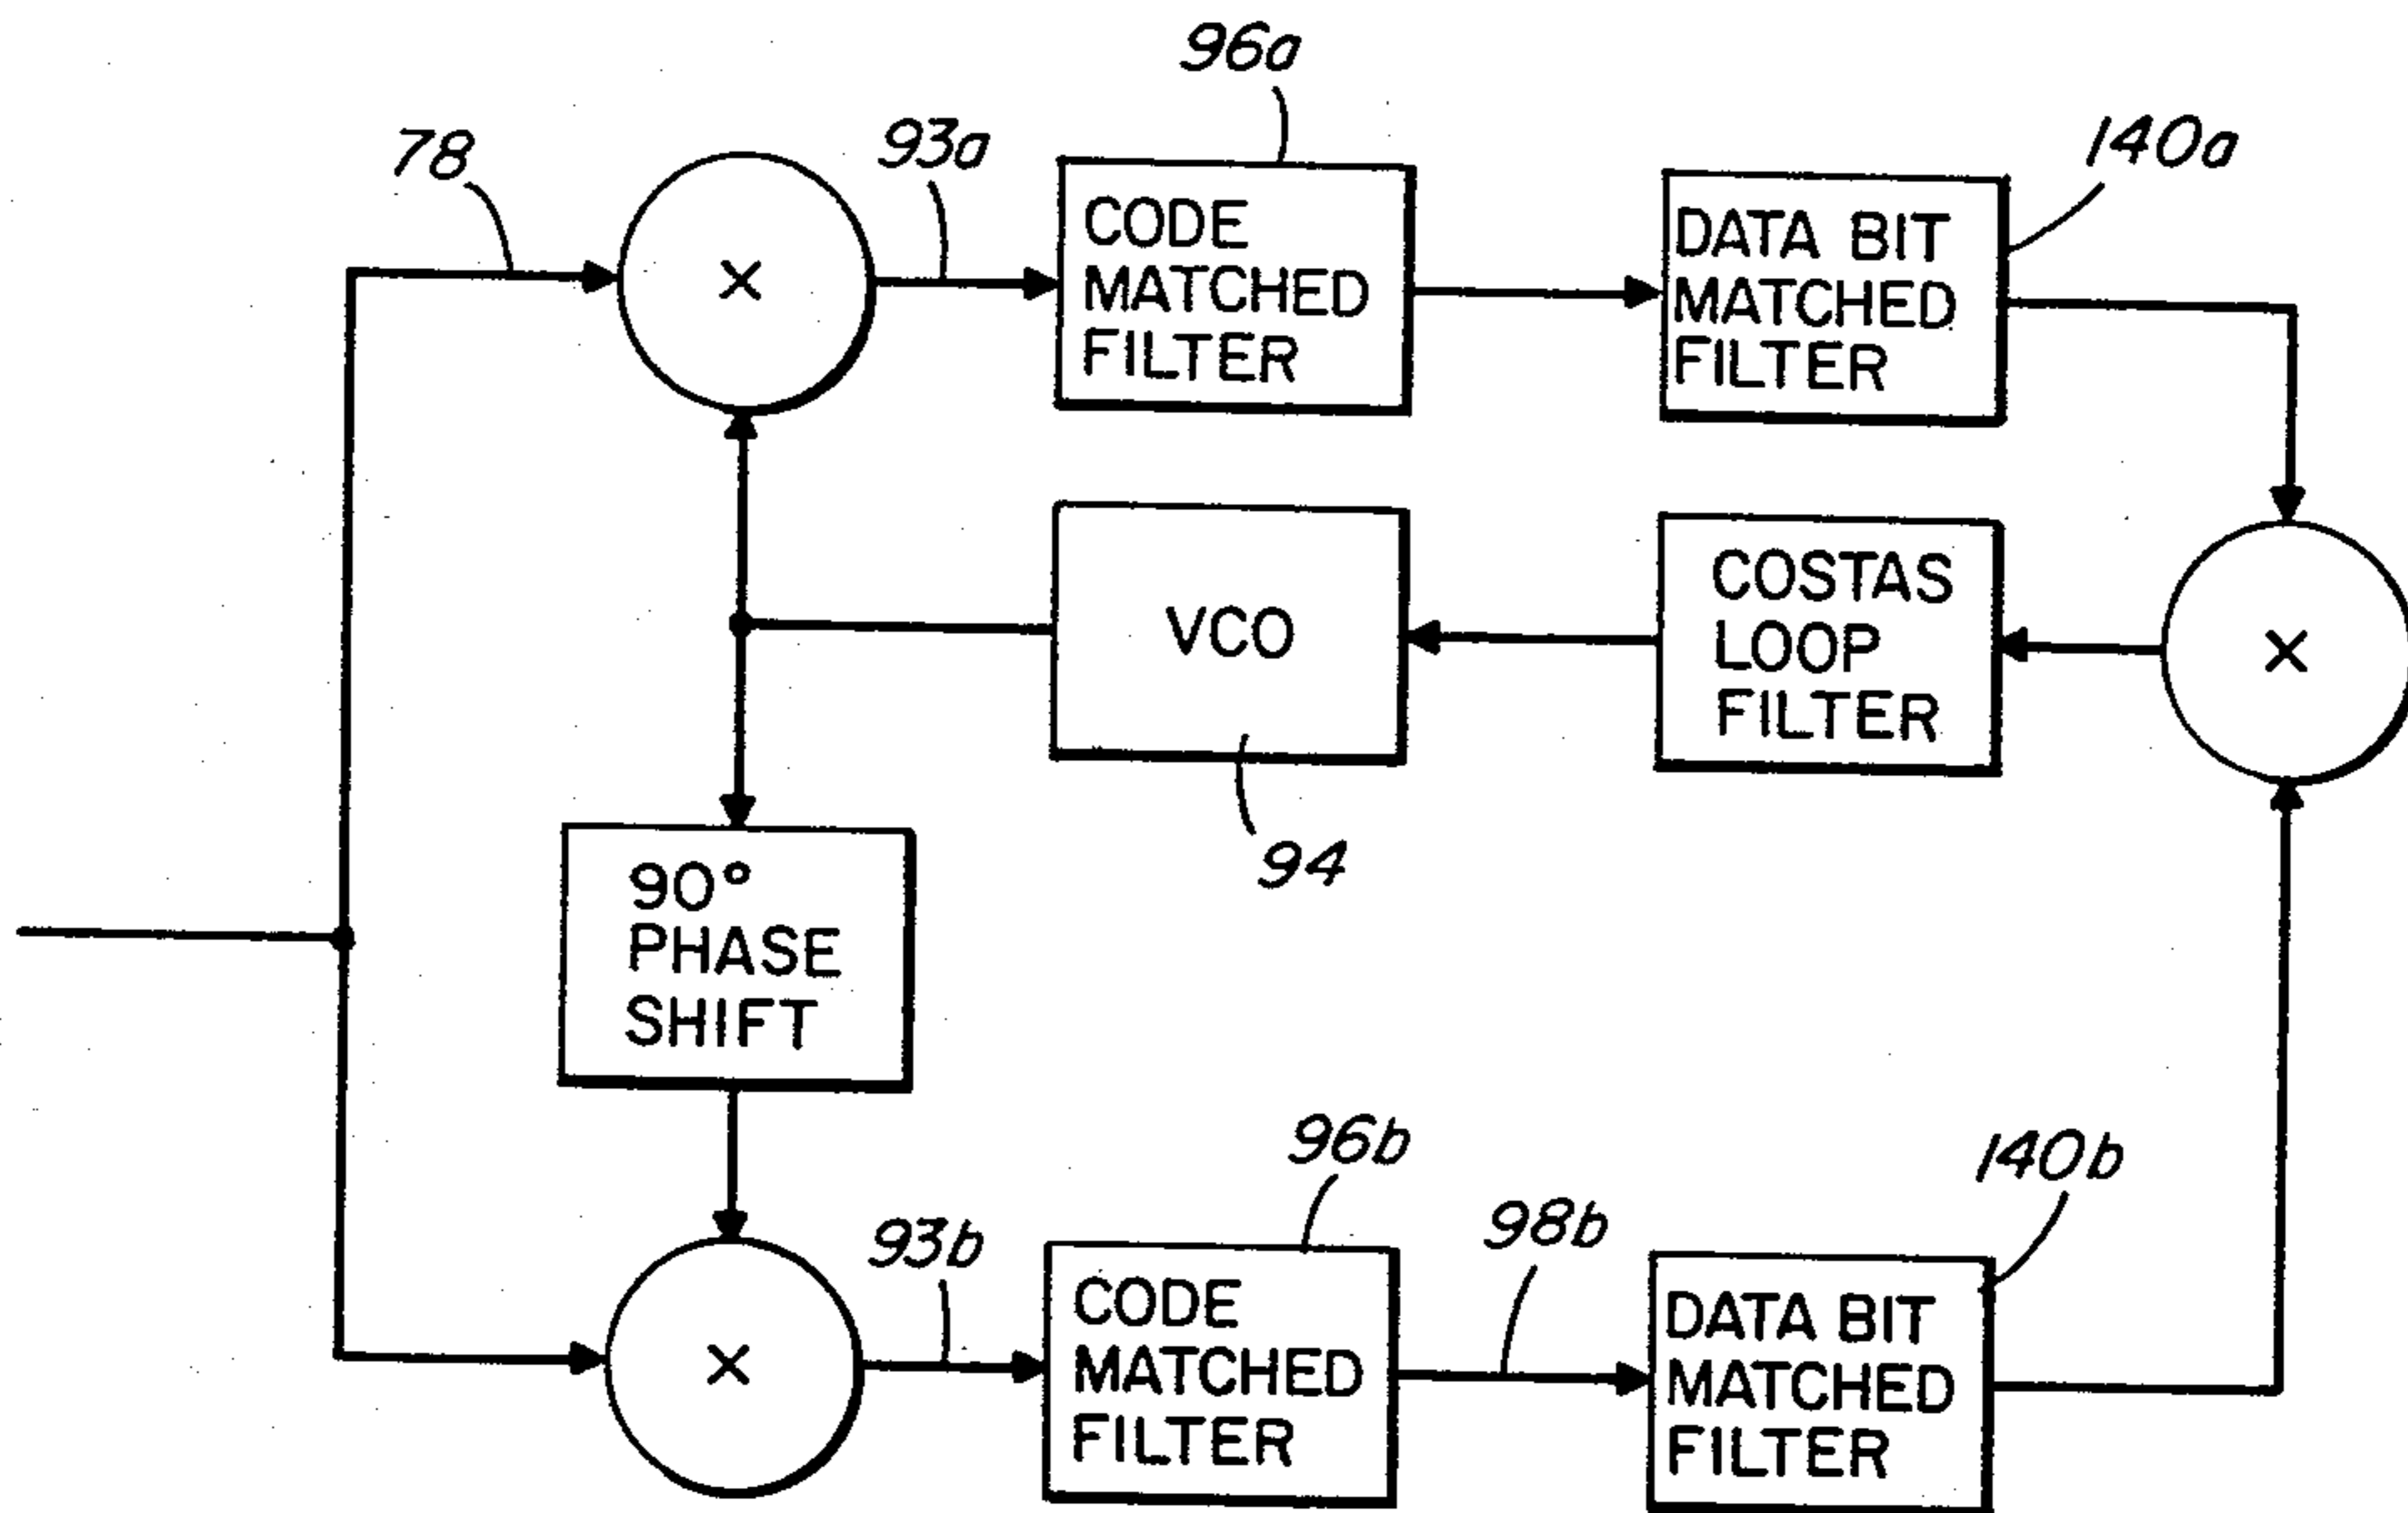 96a
78
93a
140a
×
CODE
MATCHED
FILTER
DATA BIT
MATCHED
FILTER
VCO
COSTAS
LOOP
FILTER
×
94
90°
PHASE
SHIFT
96b
140b
93b
98b
×
CODE
MATCHED
FILTER
DATA BIT
MATCHED
FILTER